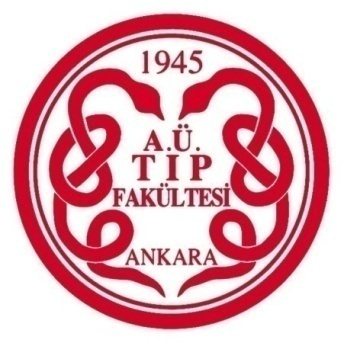 1945
A.Ü.
TIP
FAKÜLTESİ
ANKARA